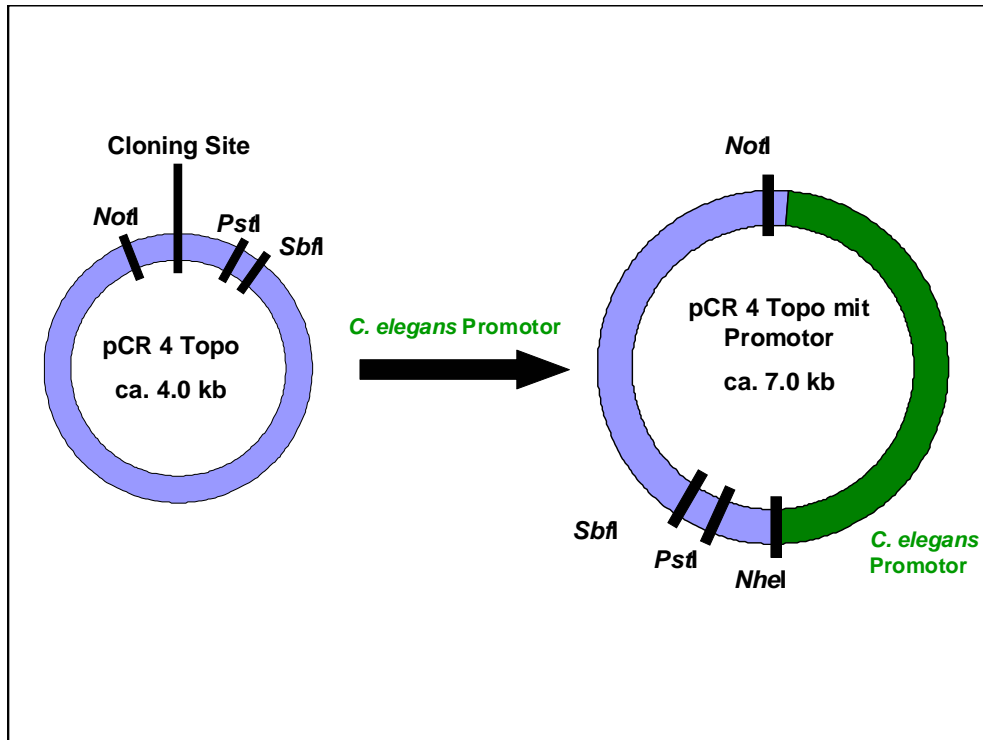 Cloning Site
NotI
PstI
SbfI
pCR 4 Topo
ca. 4.0 kb
C. elegans Promotor
NotI
pCR 4 Topo mit
Promotor
ca. 7.0 kb
SbfI
PstI
NheI
C. elegans
Promotor